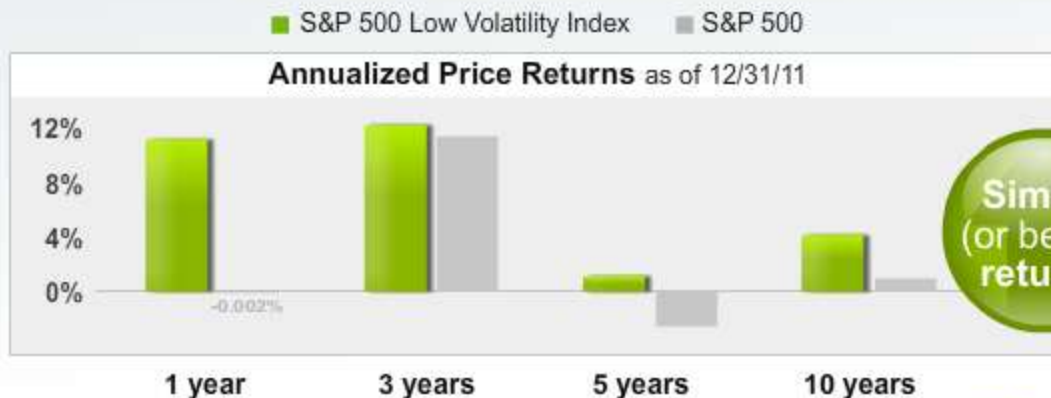 S&P 500 Low Volatility Index S&P 500
Annualized Price Returns as of 12/31/11
12%
8%
4%
0%
-0.002%
Sim
(or be
retu
1 year 3 years 5 years 10 years